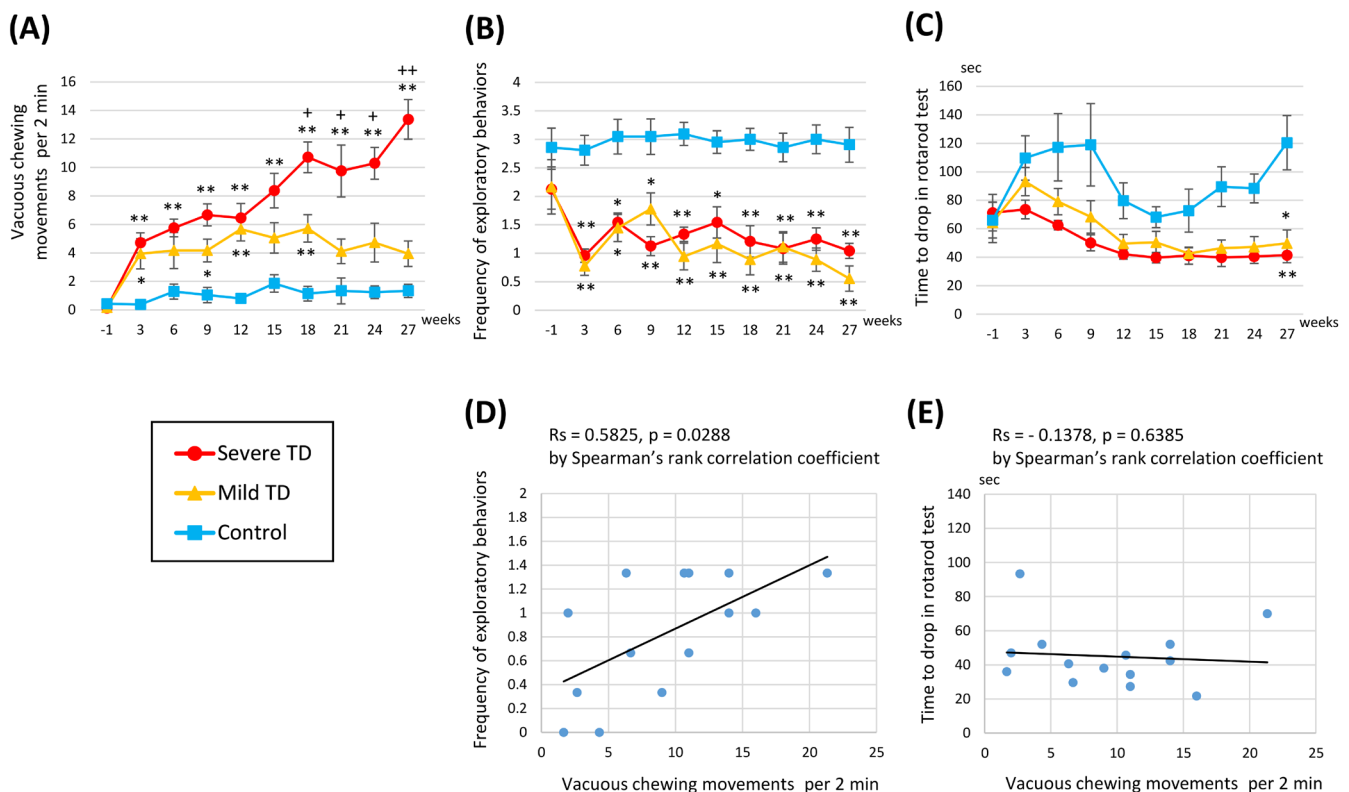 (A)
Vacuous chewing
movements per 2 min
16
14
12
10
8
6
4
2
0
-1 3 6 9 12 15 18 21 24 27 weeks
** ** ** ** ** + ** + ** + ** ++ **
* * ** **
(B)
Frequency of exploratory behaviors
4
3.5
3
2.5
2
1.5
1
0.5
0
-1 3 6 9 12 15 18 21 24 27 weeks
** * * ** * ** ** **
** * ** ** ** ** ** ** **
(C)
Time to drop in rotarod test
sec
160
140
120
100
80
60
40
20
0
-1 3 6 9 12 15 18 21 24 27 weeks
*
**
Severe TD
Mild TD
Control
(D)
Rs = 0.5825, p = 0.0288
by Spearman's rank correlation coefficient
Frequency of exploratory behaviors
2
1.8
1.6
1.4
1.2
1
0.8
0.6
0.4
0.2
0
0 5 10 15 20 25
Vacuous chewing movements per 2 min
(E)
Rs = - 0.1378, p = 0.6385
by Spearman's rank correlation coefficient
sec
Time to drop in rotarod test
140
120
100
80
60
40
20
0
0 5 10 15 20 25
Vacuous chewing movements per 2 min